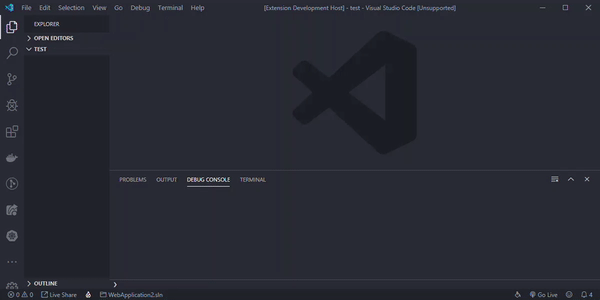 File Edit Selection View Go Debug Terminal Help [Extension Development Host] - test - Visual Studio Code [Unsupported]
EXPLORER
OPEN EDITORS
TEST
PROBLEMS OUTPUT DEBUG CONSOLE TERMINAL
OUTLINE
0 0 Live Share WebApplication2.sln Go Live 4